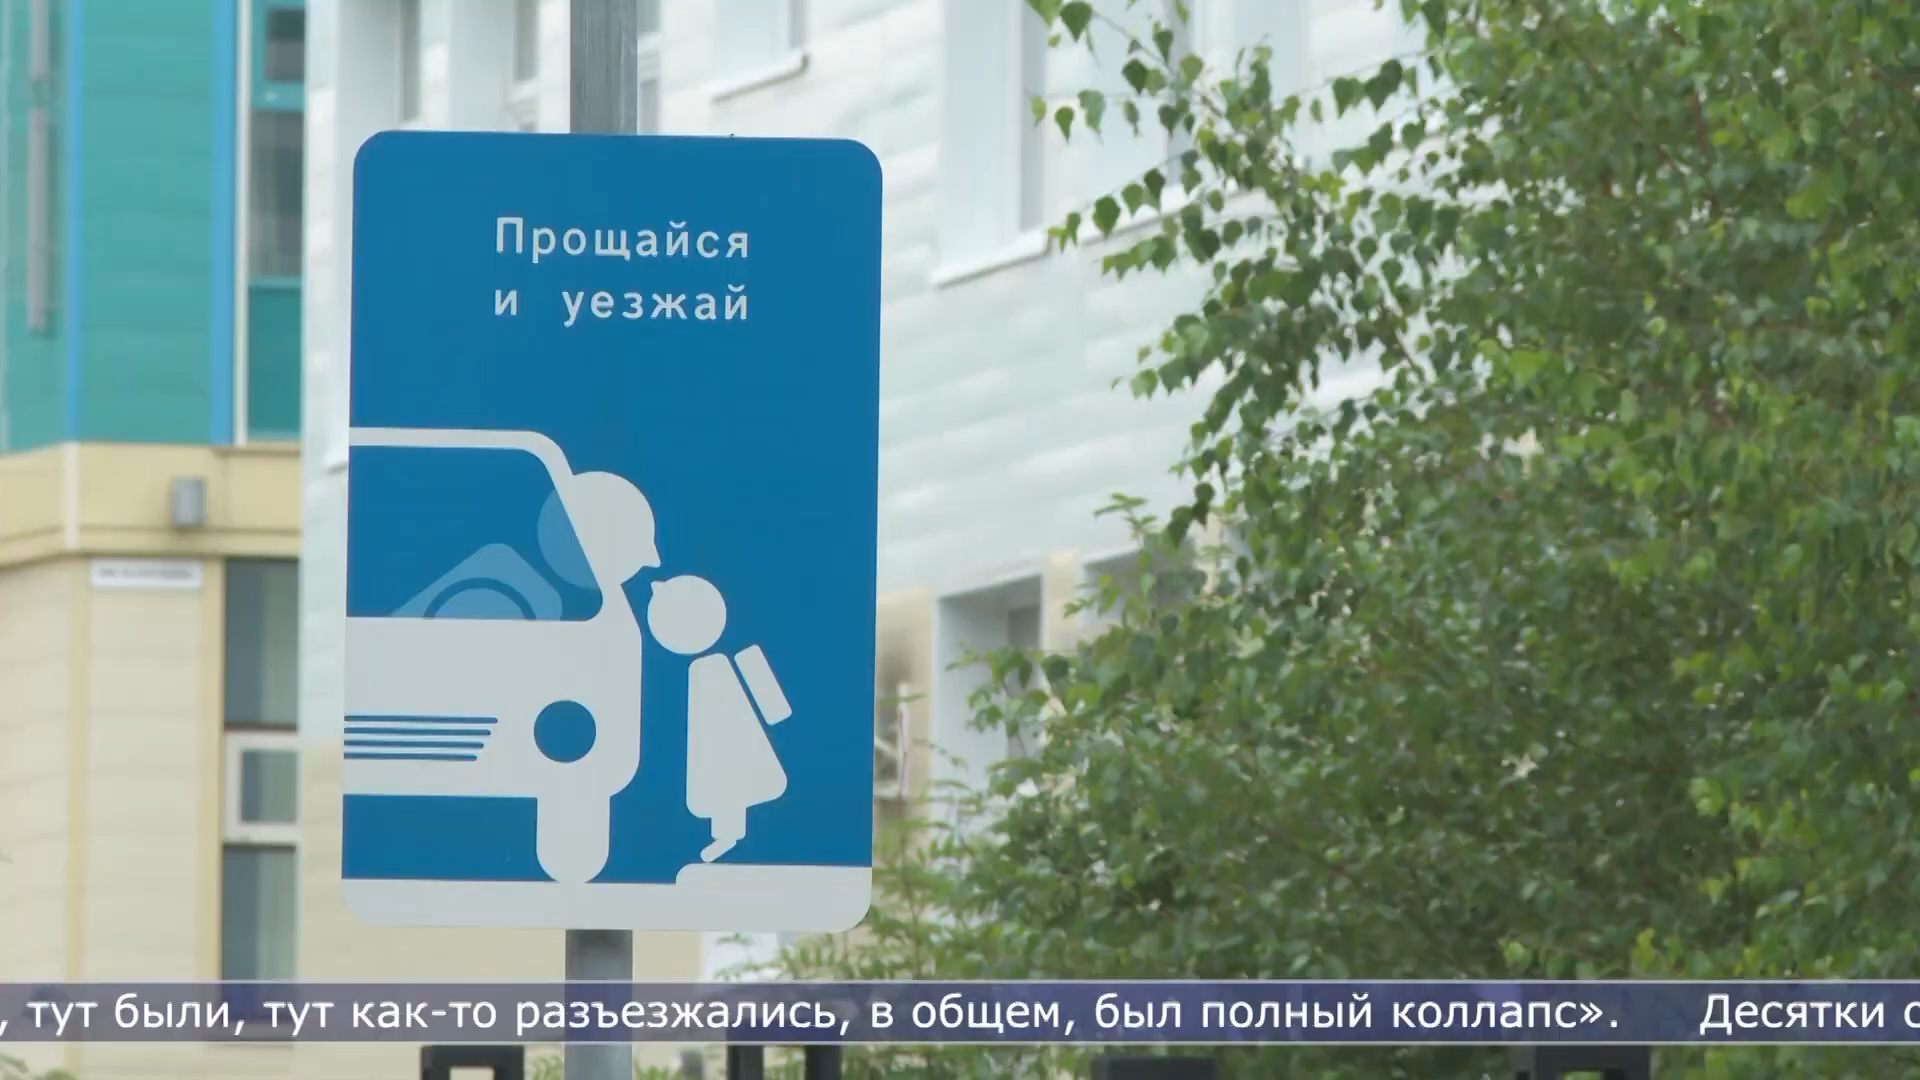 Прощайся
и уезжай
, тут были, тут как-то разъезжались, в общем, был полный коллапс». Десятки с